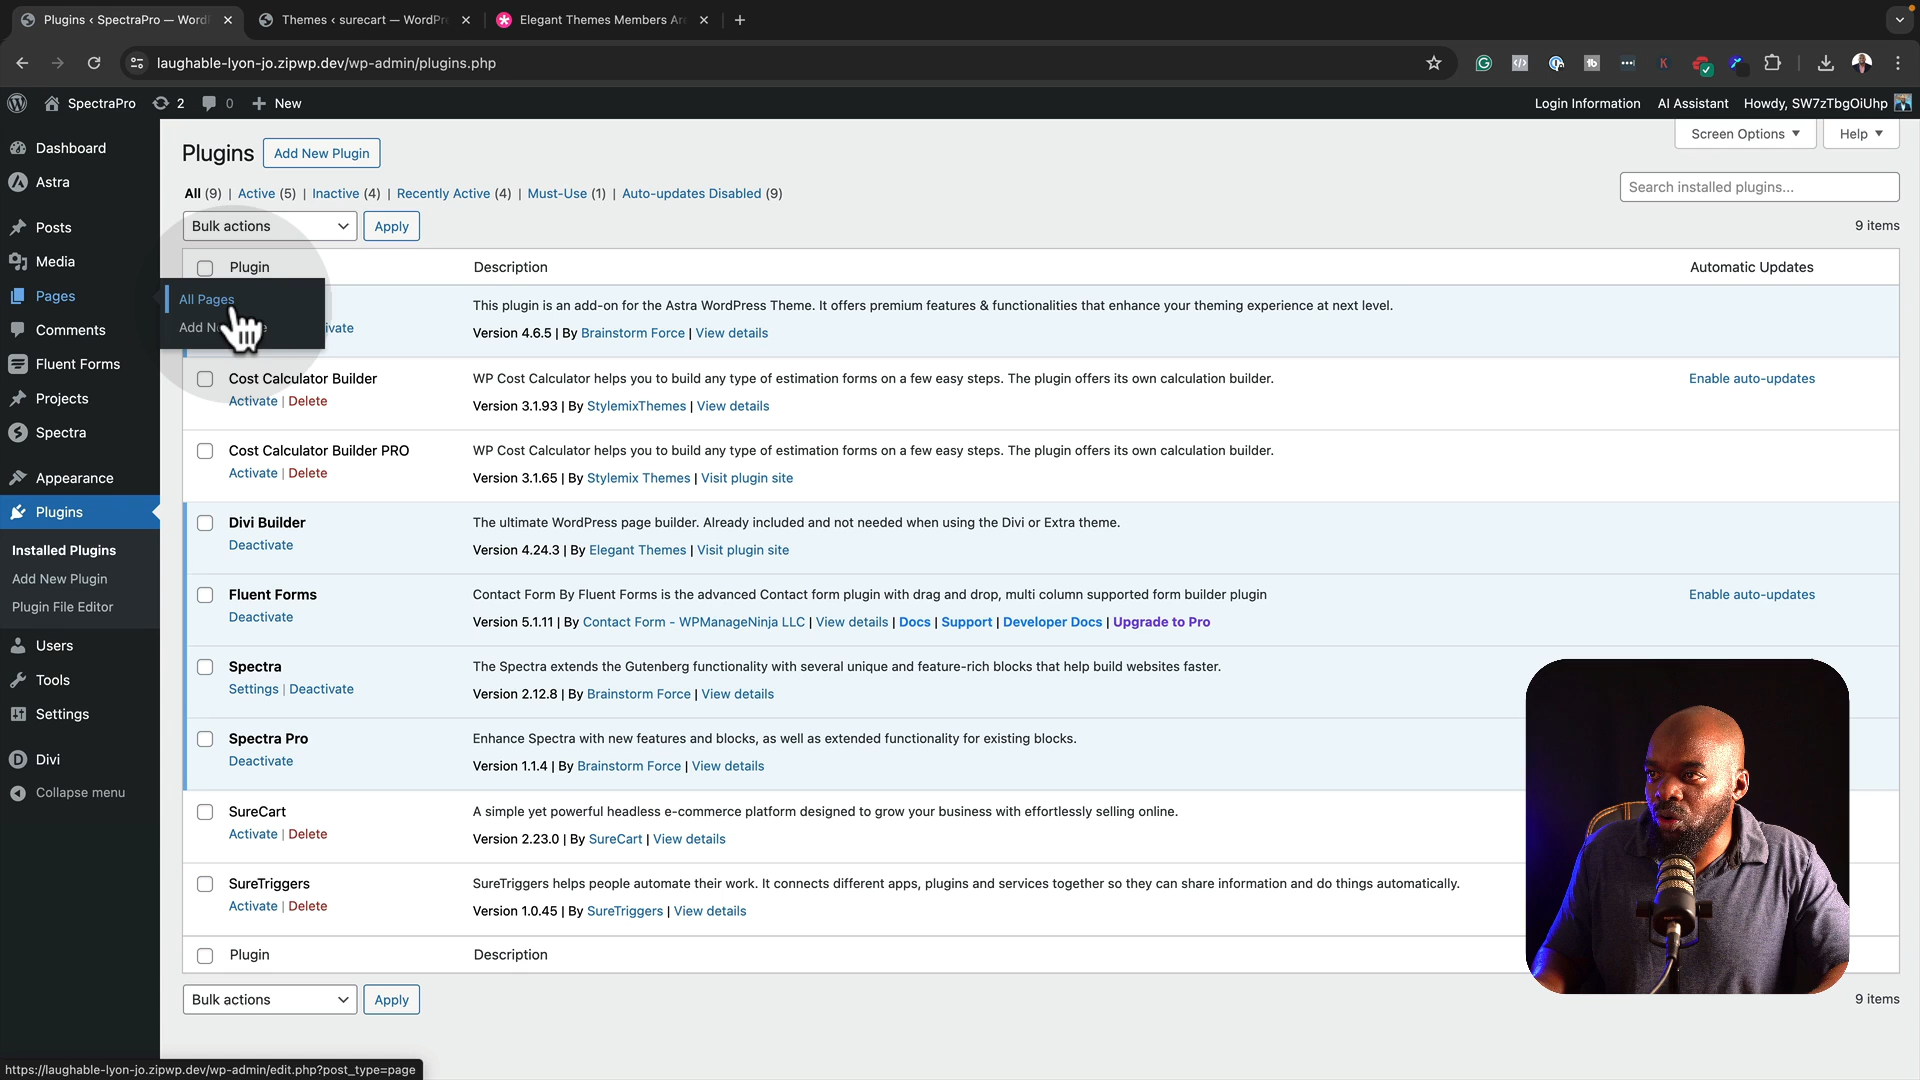 Plugins ‹ SpectraPro — Word
Themes ‹ surecart — WordPr
Elegant Themes Members Ar
laughable-lyon-jo.zipwp.dev/wp-admin/plugins.php
SpectraPro
2
0
New
Login Information
AI Assistant
Howdy, SW7zTbgOiUhp
Dashboard
Astra
Posts
Media
Pages
Comments
Fluent Forms
Projects
Spectra
Appearance
Plugins
Installed Plugins
Add New Plugin
Plugin File Editor
Users
Tools
Settings
Divi
Collapse menu
All Pages
Add
Plugins
Add New Plugin
Screen Options
Help
All (9) | Active (5) | Inactive (4) | Recently Active (4) | Must-Use (1) | Auto-updates Disabled (9)
Search installed plugins...
Bulk actions
Apply
9 items
Plugin
Description
Automatic Updates
This plugin is an add-on for the Astra WordPress Theme. It offers premium features & functionalities that enhance your theming experience at next level.
Version 4.6.5 | By Brainstorm Force | View details
Cost Calculator Builder
Activate | Delete
WP Cost Calculator helps you to build any type of estimation forms on a few easy steps. The plugin offers its own calculation builder.
Version 3.1.93 | By StylemixThemes | View details
Enable auto-updates
Cost Calculator Builder PRO
Activate | Delete
WP Cost Calculator helps you to build any type of estimation forms on a few easy steps. The plugin offers its own calculation builder.
Version 3.1.65 | By Stylemix Themes | Visit plugin site
Divi Builder
Deactivate
The ultimate WordPress page builder. Already included and not needed when using the Divi or Extra theme.
Version 4.24.3 | By Elegant Themes | Visit plugin site
Fluent Forms
Deactivate
Contact Form By Fluent Forms is the advanced Contact form plugin with drag and drop, multi column supported form builder plugin
Version 5.1.11 | By Contact Form - WPManageNinja LLC | View details | Docs | Support | Developer Docs | Upgrade to Pro
Enable auto-updates
Spectra
Settings | Deactivate
The Spectra extends the Gutenberg functionality with several unique and feature-rich blocks that help build websites faster.
Version 2.12.8 | By Brainstorm Force | View details
Spectra Pro
Deactivate
Enhance Spectra with new features and blocks, as well as extended functionality for existing blocks.
Version 1.1.4 | By Brainstorm Force | View details
SureCart
Activate | Delete
A simple yet powerful headless e-commerce platform designed to grow your business with effortlessly selling online.
Version 2.23.0 | By SureCart | View details
SureTriggers
Activate | Delete
SureTriggers helps people automate their work. It connects different apps, plugins and services together so they can share information and do things automatically.
Version 1.0.45 | By SureTriggers | View details
Plugin
Description
Bulk actions
Apply
9 items
https://laughable-lyon-jo.zipwp.dev/wp-admin/edit.php?post_type=page